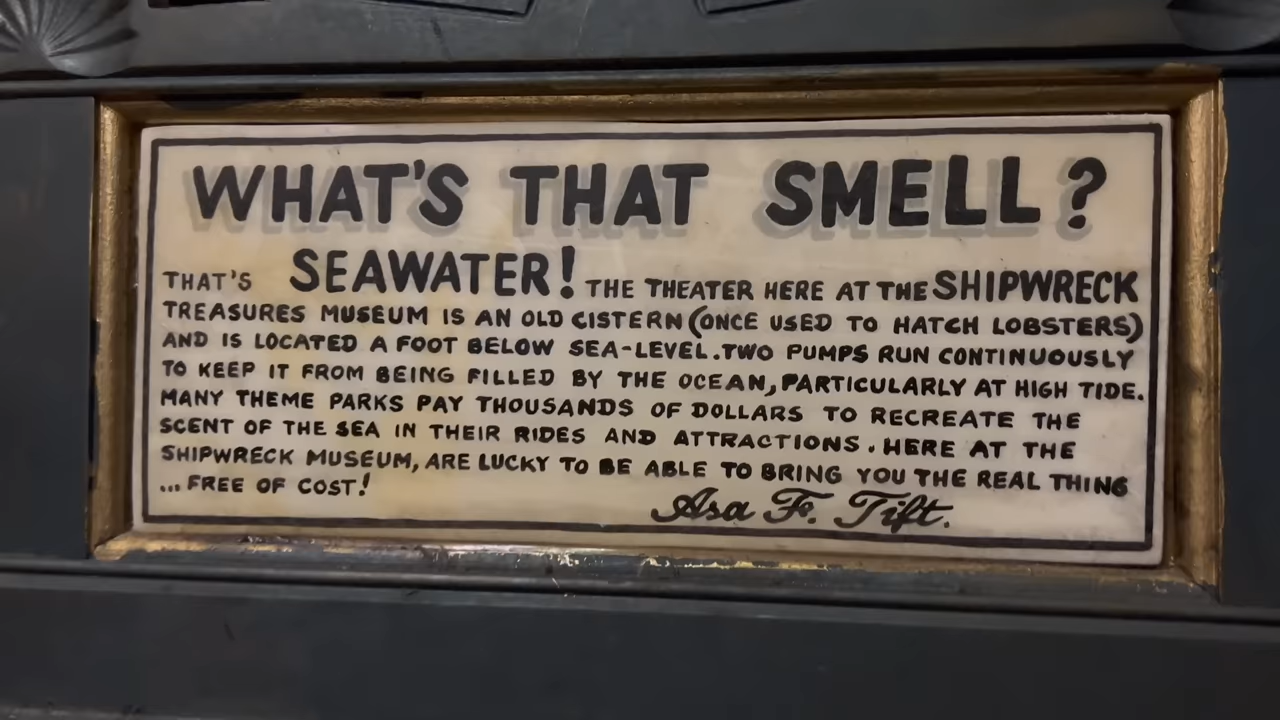 WHAT'S THAT SMELL?
THAT'S SEAWATER! THE THEATER HERE AT THE SHIPWRECK
TREASURES MUSEUM IS AN OLD CISTERN (ONCE USED TO HATCH LOBSTERS)
AND IS LOCATED A FOOT BELOW SEA-LEVEL. TWO PUMPS RUN CONTINUOUSLY
TO KEEP IT FROM BEING FILLED BY THE OCEAN, PARTICULARLY AT HIGH TIDE.
MANY THEME PARKS PAY THOUSANDS OF DOLLARS TO RECREATE THE
SCENT OF THE SEA IN THEIR RIDES AND ATTRACTIONS. HERE AT THE
SHIPWRECK MUSEUM, ARE LUCKY TO BE ABLE TO BRING YOU THE REAL THING
...FREE OF COST!
Asa F. Tift.